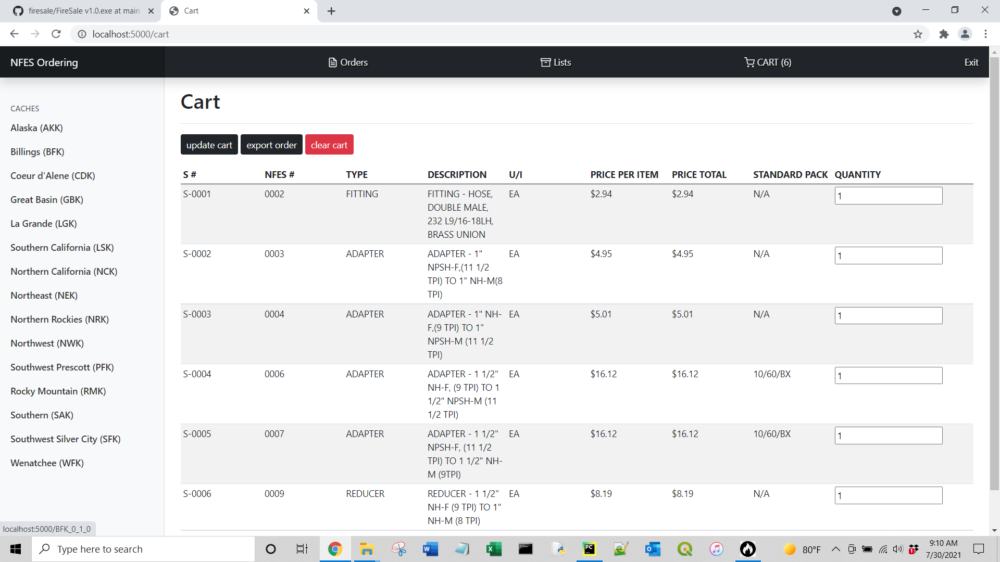 firesale/FireSale v1.0.exe at main
Cart
localhost:5000/cart
NFES Ordering
Orders
Lists
CART (6)
Exit
CACHES
Alaska (AKK)
Billings (BFK)
Coeur d'Alene (CDK)
Great Basin (GBK)
La Grande (LGK)
Southern California (LSK)
Northern California (NCK)
Northeast (NEK)
Northern Rockies (NRK)
Northwest (NWK)
Southwest Prescott (PFK)
Rocky Mountain (RMK)
Southern (SAK)
Southwest Silver City (SFK)
Wenatchee (WFK)
Cart
update cart export order clear cart
S # NFES # TYPE DESCRIPTION U/I PRICE PER ITEM PRICE TOTAL STANDARD PACK QUANTITY
S-0001 0002 FITTING FITTING - HOSE, EA $2.94 $2.94 N/A 1
DOUBLE MALE,
232 L9/16-18LH,
BRASS UNION
S-0002 0003 ADAPTER ADAPTER - 1" EA $4.95 $4.95 N/A 1
NPSH-F,(11 1/2
TPI) TO 1" NH-M(8
TPI)
S-0003 0004 ADAPTER ADAPTER - 1" NH- EA $5.01 $5.01 N/A 1
F,(9 TPI) TO 1"
NPSH-M (11 1/2
TPI)
S-0004 0006 ADAPTER ADAPTER - 1 1/2" EA $16.12 $16.12 10/60/BX 1
NH-F, (9 TPI) TO 1
1/2" NPSH-M (11
1/2 TPI)
S-0005 0007 ADAPTER ADAPTER - 1 1/2" EA $16.12 $16.12 10/60/BX 1
NPSH-F, (11 1/2
TPI) TO 1 1/2" NH-
M (9TPI)
S-0006 0009 REDUCER REDUCER - 1 1/2" EA $8.19 $8.19 N/A 1
NH-F (9 TPI) TO 1"
NH-M (8 TPI)
localhost:5000/BFK_0_1_0
Type here to search
80°F
9:10 AM
7/30/2021